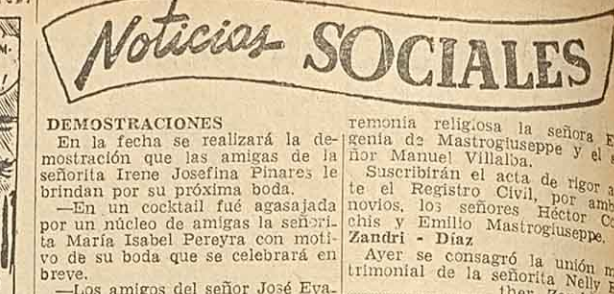 Noticias SOCIALES
DEMOSTRACIONES
En la fecha se realizará la de-
mostración que las amigas de la
señorita Irene Josefina Pinares le
brindan por su próxima boda.
—En un cocktail fué agasajada
por un núcleo de amigas la señori-
ta María Isabel Pereyra con moti-
vo de su boda que se celebrará en
breve.
—Los amigos del señor José Eva-
remonia religiosa la señora
genia de Mastrogiuseppe y el
ñor Manuel Villalba.
Suscribirán el acta de rigor
te el Registro Civil, por
novios, los señores Héctor
chis y Emilio Mastrogiuseppe.
Zandri - Díaz
Ayer se consagró la unión
trimonial de la señorita Nelly